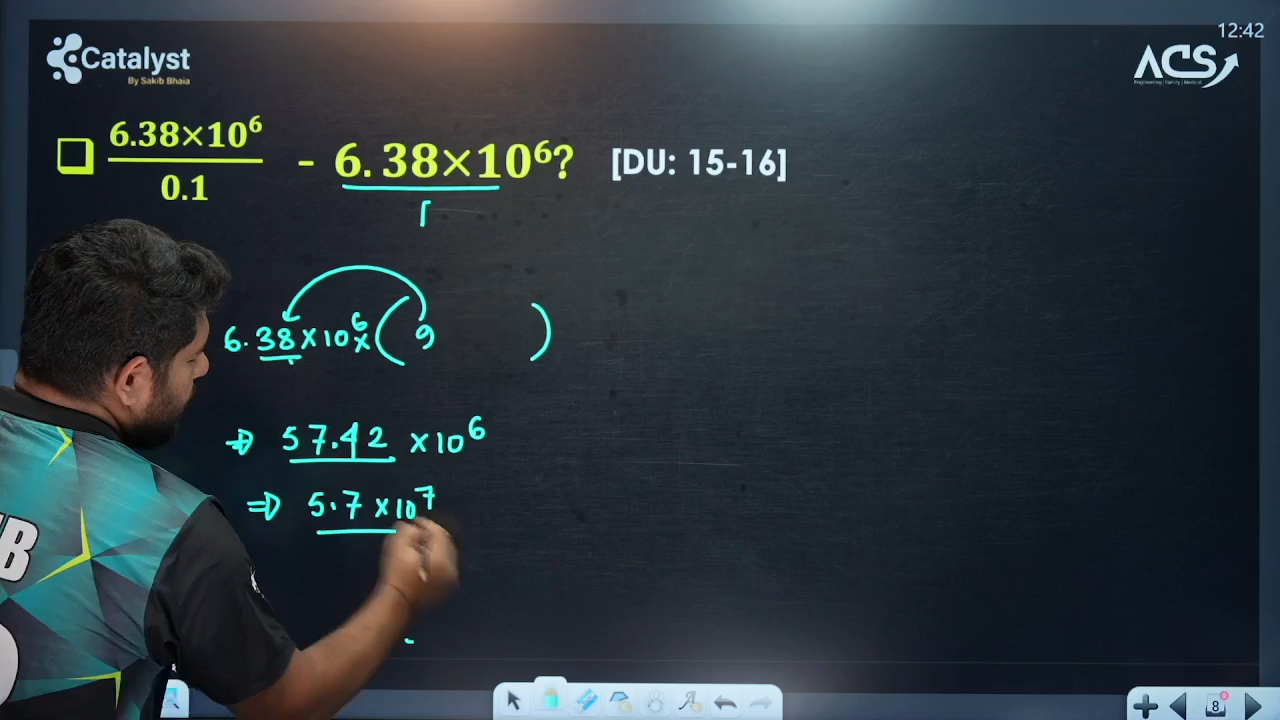 12:42
Catalyst
By Sakib Bhaia
ACS
❑ 6.38×10⁶/0.1 - 6.38×10⁶? [DU: 15-16]
6.38×10⁶×(9 )
⇒ 57.42 ×10⁶
⇒ 5.7 ×10⁷
B
8